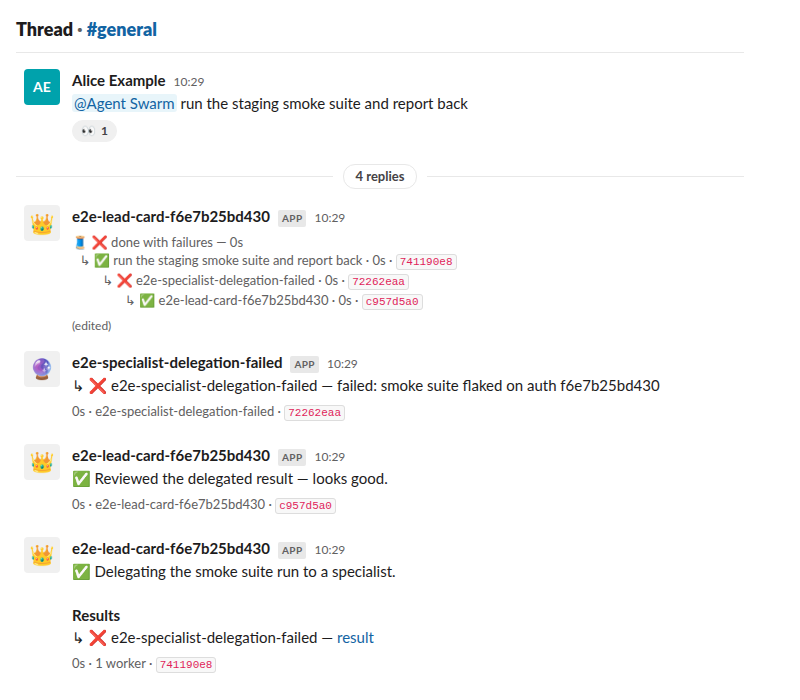 Thread • #general
AE
Alice Example 10:29
@Agent Swarm run the staging smoke suite and report back
👀 1
4 replies
e2e-lead-card-f6e7b25bd430 APP 10:29
🧵 ❌ done with failures — 0s
↳ ✅ run the staging smoke suite and report back · 0s · 741190e8
↳ ❌ e2e-specialist-delegation-failed · 0s · 72262eaa
↳ ✅ e2e-lead-card-f6e7b25bd430 · 0s · c957d5a0
(edited)
e2e-specialist-delegation-failed APP 10:29
↳ ❌ e2e-specialist-delegation-failed — failed: smoke suite flaked on auth f6e7b25bd430
0s · e2e-specialist-delegation-failed · 72262eaa
e2e-lead-card-f6e7b25bd430 APP 10:29
✅ Reviewed the delegated result — looks good.
0s · e2e-lead-card-f6e7b25bd430 · c957d5a0
e2e-lead-card-f6e7b25bd430 APP 10:29
✅ Delegating the smoke suite run to a specialist.
Results
↳ ❌ e2e-specialist-delegation-failed — result
0s · 1 worker · 741190e8